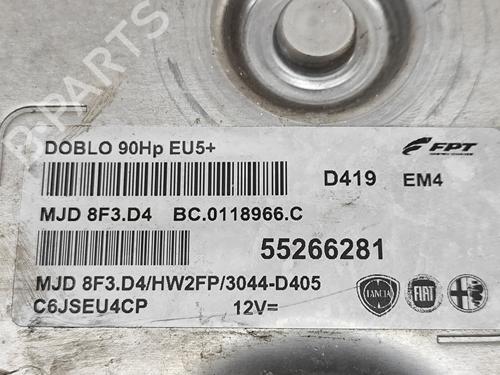 B-PARTS
DOBLO 90Hp EU5+
FPT
D419 EM4
MJD 8F3.D4 BC.0118966.C
55266281
MJD 8F3.D4/HW2FP/3044-D405
C6JSEU4CP 12V=
LANCIA FIAT